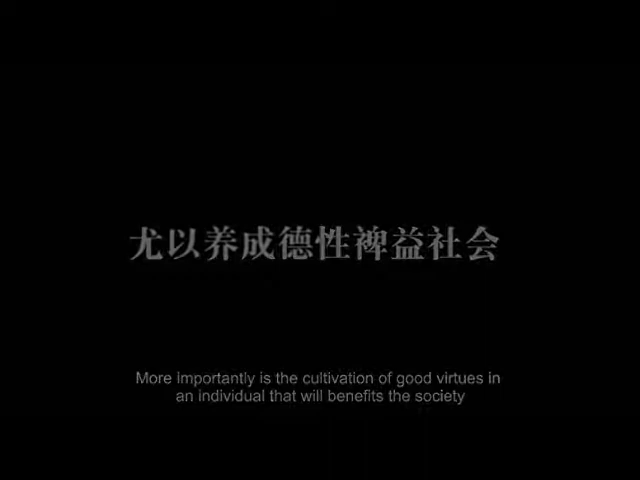 尤以养成德性裨益社会
More importantly is the cultivation of good virtues in
an individual that will benefits the society